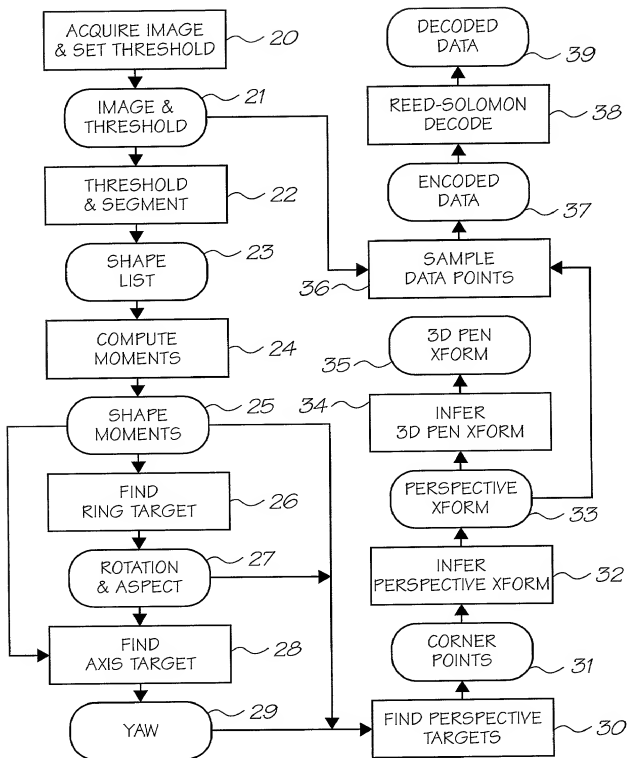 ACQUIRE IMAGE
& SET THRESHOLD
20
IMAGE &
THRESHOLD
21
THRESHOLD
& SEGMENT
22
SHAPE
LIST
23
COMPUTE
MOMENTS
24
SHAPE
MOMENTS
25
FIND
RING TARGET
26
ROTATION
& ASPECT
27
FIND
AXIS TARGET
28
YAW
29
DECODED
DATA
39
REED-SOLOMON
DECODE
38
ENCODED
DATA
37
SAMPLE
DATA POINTS
36
3D PEN
XFORM
35
INFER
3D PEN XFORM
34
PERSPECTIVE
XFORM
33
INFER
PERSPECTIVE XFORM
32
CORNER
POINTS
31
FIND PERSPECTIVE
TARGETS
30